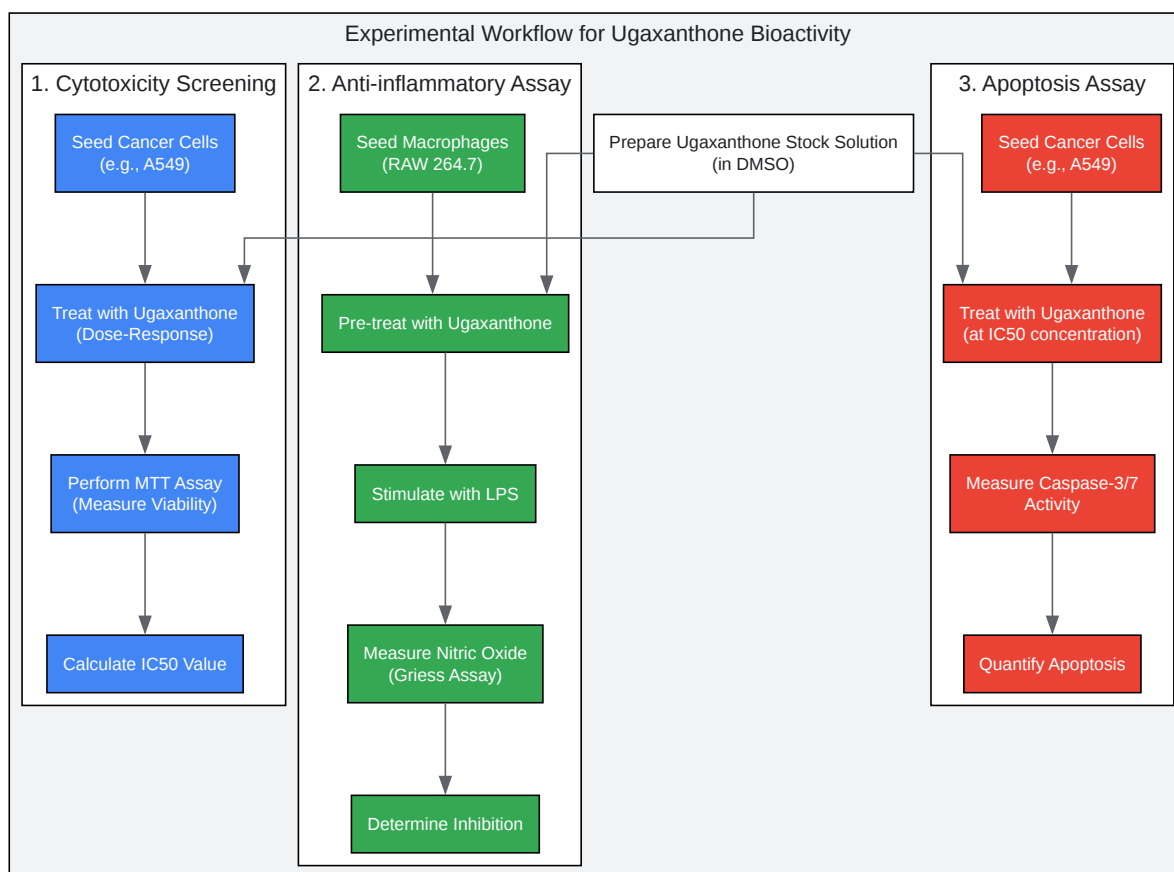 Experimental Workflow for Ugaxanthone Bioactivity
1. Cytotoxicity Screening
Seed Cancer Cells
(e.g., A549)
Treat with Ugaxanthone
(Dose-Response)
Perform MTT Assay
(Measure Viability)
Calculate IC50 Value
2. Anti-inflammatory Assay
Seed Macrophages
(RAW 264.7)
Pre-treat with Ugaxanthone
Stimulate with LPS
Measure Nitric Oxide
(Griess Assay)
Determine Inhibition
Prepare Ugaxanthone Stock Solution
(in DMSO)
3. Apoptosis Assay
Seed Cancer Cells
(e.g., A549)
Treat with Ugaxanthone
(at IC50 concentration)
Measure Caspase-3/7
Activity
Quantify Apoptosis